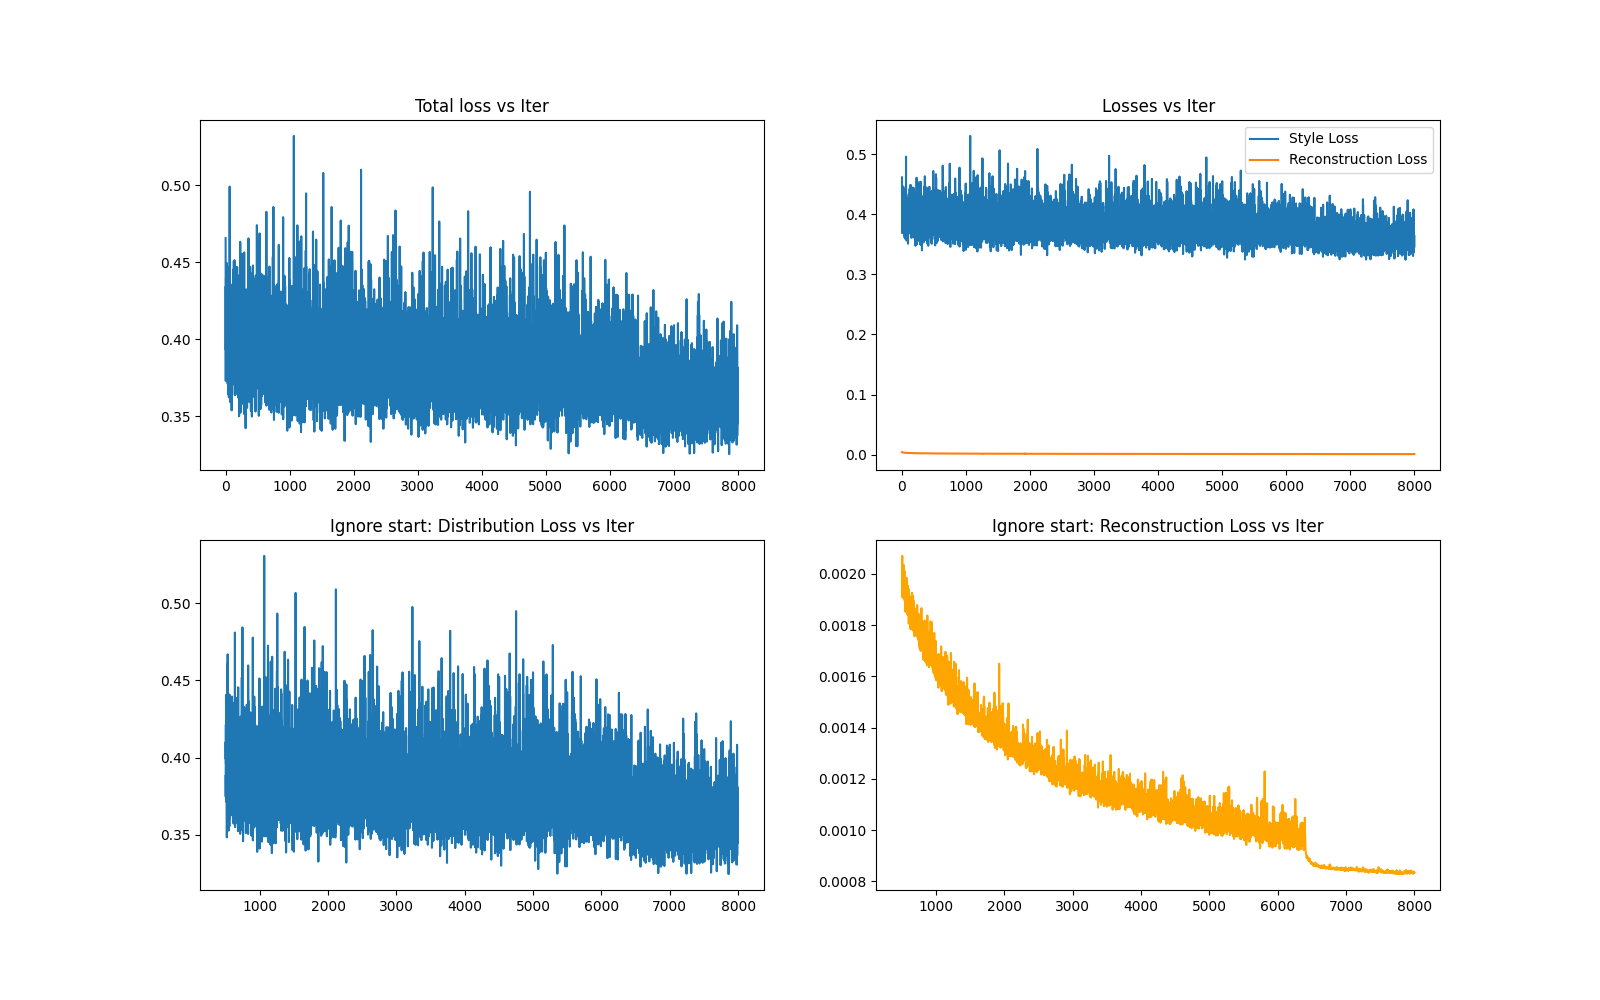 Total loss vs Iter
0.50
0.45
0.40
0.35
0 1000 2000 3000 4000 5000 6000 7000 8000
Losses vs Iter
Style Loss
Reconstruction Loss
0.5
0.4
0.3
0.2
0.1
0.0
0 1000 2000 3000 4000 5000 6000 7000 8000
Ignore start: Distribution Loss vs Iter
0.50
0.45
0.40
0.35
1000 2000 3000 4000 5000 6000 7000 8000
Ignore start: Reconstruction Loss vs Iter
0.0020
0.0018
0.0016
0.0014
0.0012
0.0010
0.0008
1000 2000 3000 4000 5000 6000 7000 8000